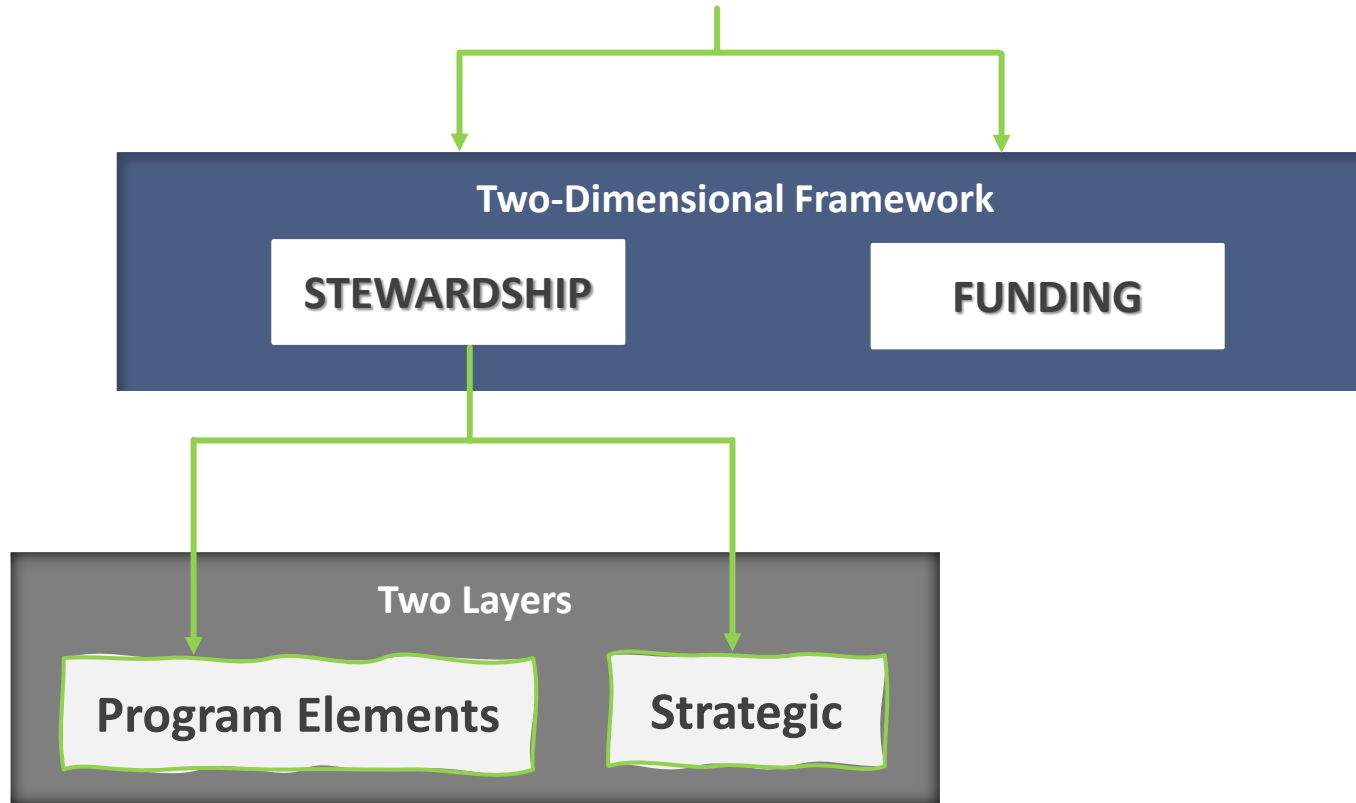 Two-Dimensional Framework
STEWARDSHIP
FUNDING
Two Layers
Program Elements
Strategic